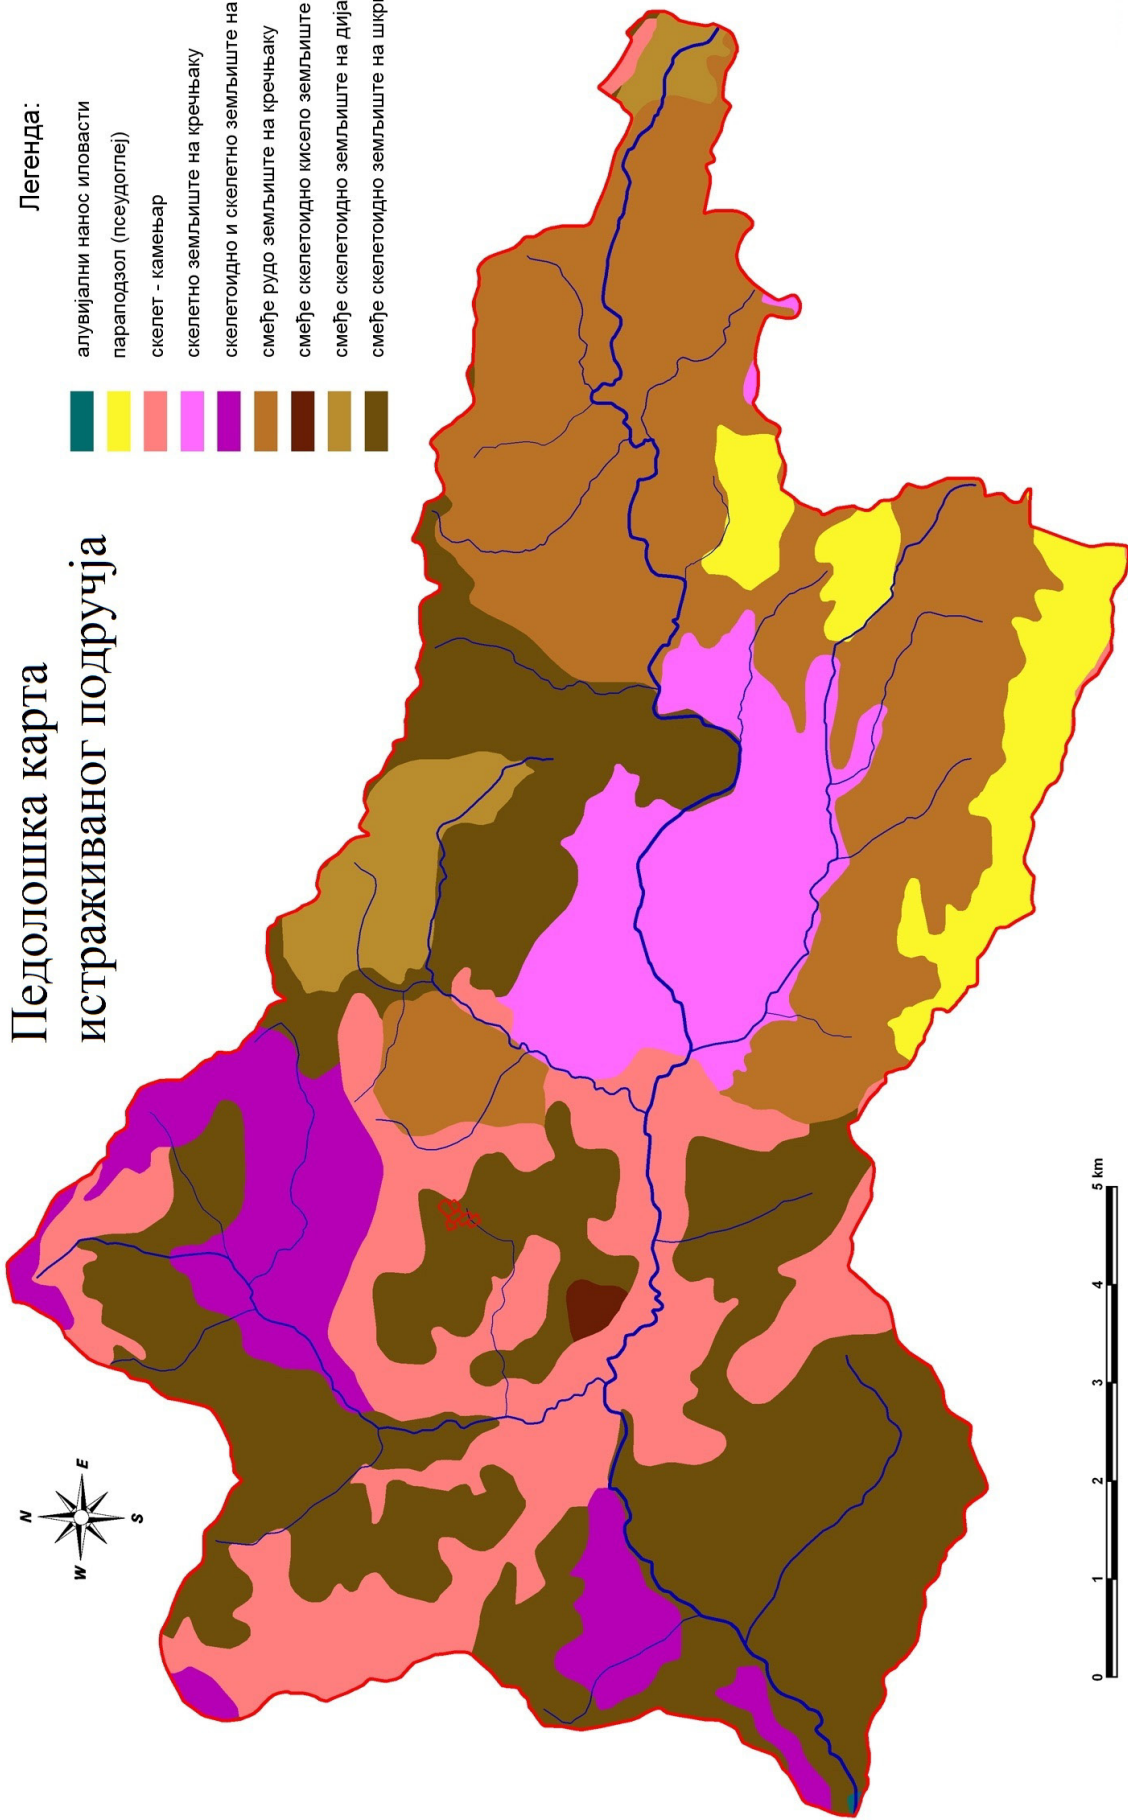 Педолошка карта
истраживаног подручја
Легенда:
алувијални нанос иловасти
параподзол (псеудоглеј)
скелет - камењар
скелетно земљиште на кречњаку
скелетоидно и скелетно земљиште на
смеђе рудо земљиште на кречњаку
смеђе скелетоидно кисело земљиште
смеђе скелетоидно земљиште на дија
смеђе скелетоидно земљиште на шкри
N
W
E
S
0 1 2 3 4 5 km